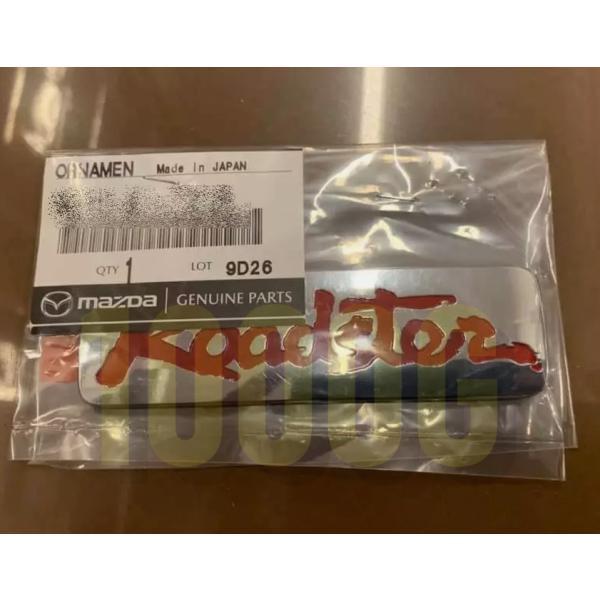 ORNAMEN Made in JAPAN
QTY 1 LOT 9D26
mazda GENUINE PARTS
Roadster